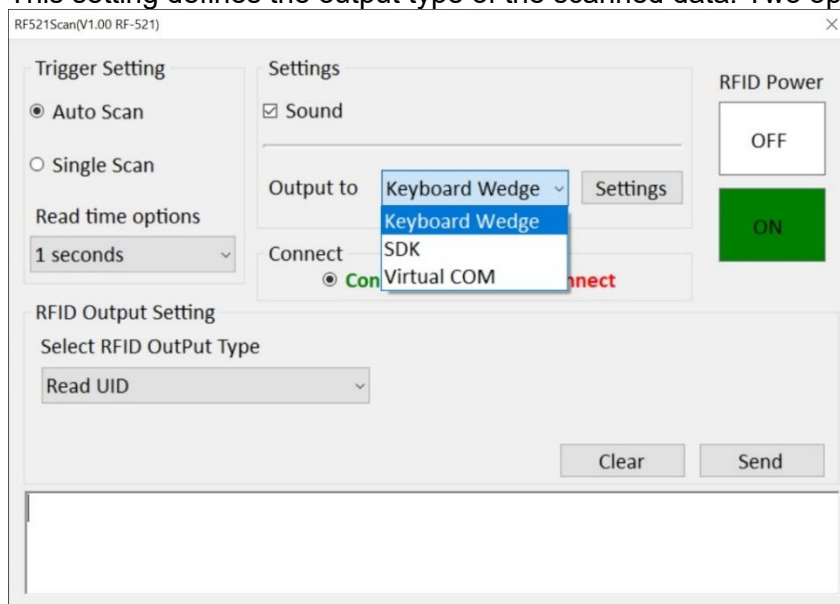 This setting defines the output type of the scanned data. Two op
RF521Scan(V1.00 RF-521)
Trigger Setting
Auto Scan
Single Scan
Read time options
1 seconds
Settings
Sound
Output to
Keyboard Wedge
Settings
Keyboard Wedge
SDK
Virtual COM
Connect
Con
nnect
RFID Power
OFF
ON
RFID Output Setting
Select RFID OutPut Type
Read UID
Clear
Send